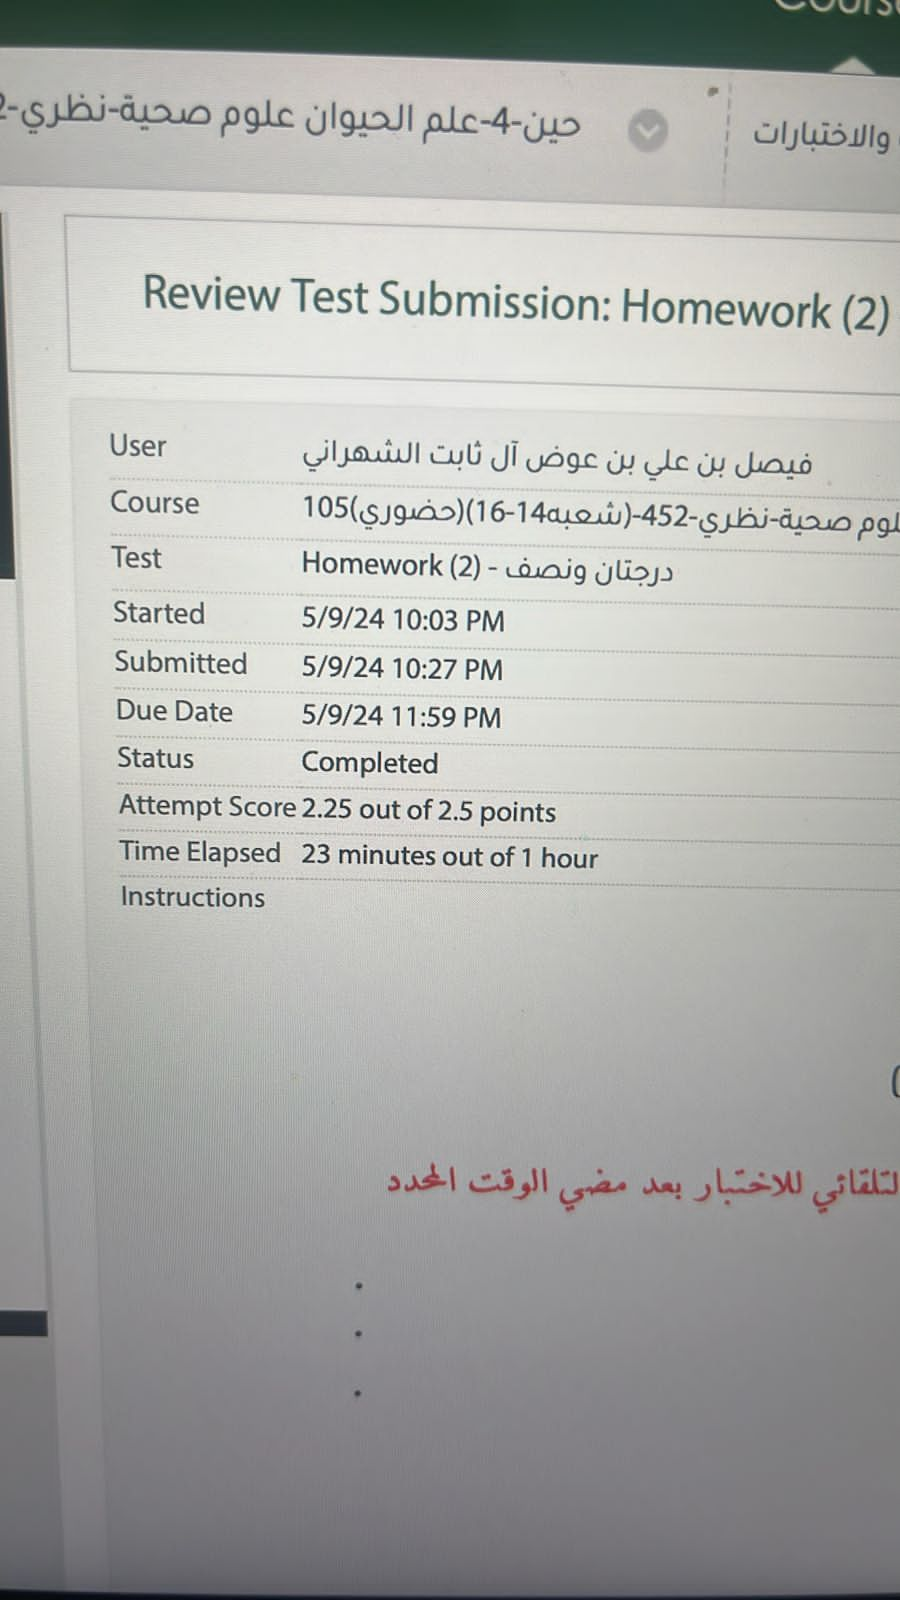 حين-4-علم الحيوان علوم صحية-نظري-
والاختبارات
Review Test Submission: Homework (2)
User فيصل بن علي بن عوض آل ثابت الشهراني
Course صحية-نظري-452-(شعبه14-16)(حضوري)105
Test Homework (2) - درجتان ونصف
Started 5/9/24 10:03 PM
Submitted 5/9/24 10:27 PM
Due Date 5/9/24 11:59 PM
Status Completed
Attempt Score 2.25 out of 2.5 points
Time Elapsed 23 minutes out of 1 hour
Instructions
للاختبار بعد مضي الوقت المحدد